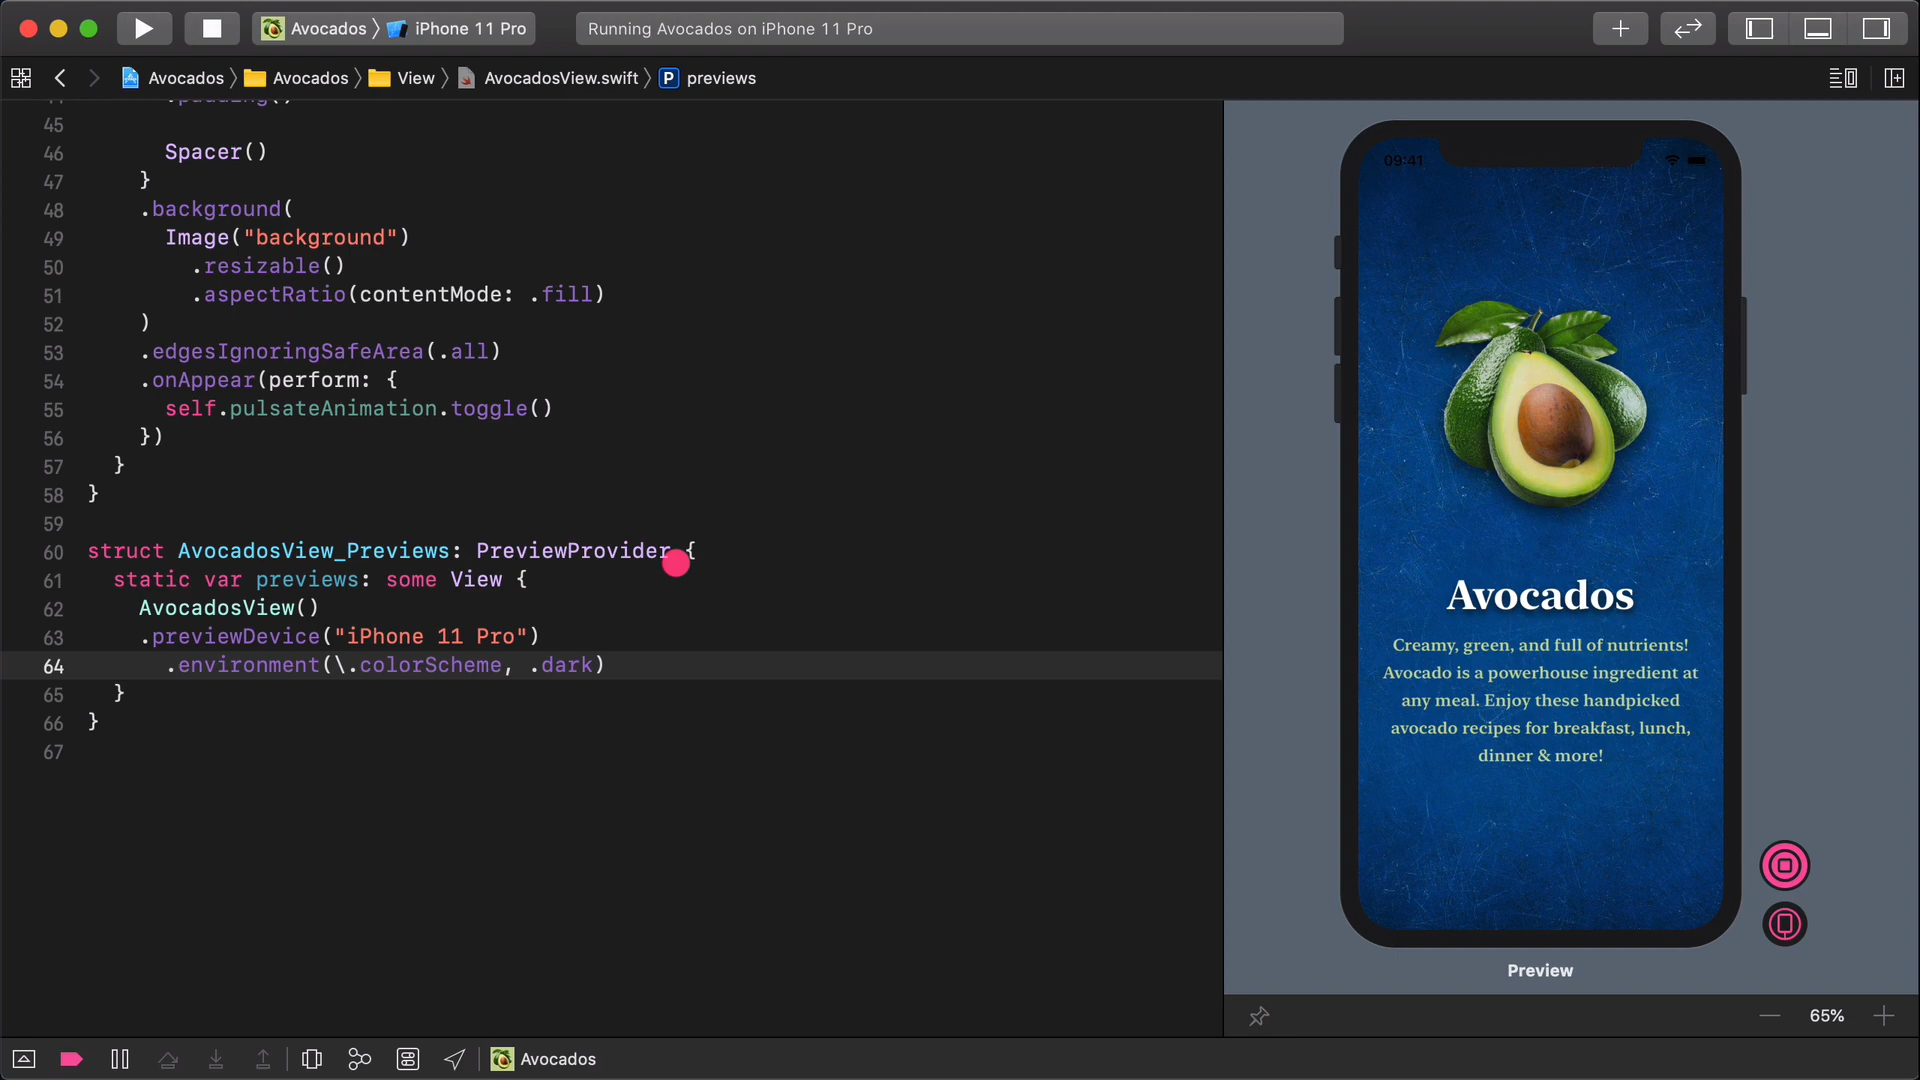 Avocados iPhone 11 Pro
Running Avocados on iPhone 11 Pro
Avocados Avocados View AvocadosView.swift P previews
45
46 Spacer()
47 }
48 .background(
49 Image("background")
50 .resizable()
51 .aspectRatio(contentMode: .fill)
52 )
53 .edgesIgnoringSafeArea(.all)
54 .onAppear(perform: {
55 self.pulsateAnimation.toggle()
56 })
57 }
58 }
59
60 struct AvocadosView_Previews: PreviewProvider {
61 static var previews: some View {
62 AvocadosView()
63 .previewDevice("iPhone 11 Pro")
64 .environment(\.colorScheme, .dark)
65 }
66 }
67
09:41
Avocados
Creamy, green, and full of nutrients!
Avocado is a powerhouse ingredient at
any meal. Enjoy these handpicked
avocado recipes for breakfast, lunch,
dinner & more!
Preview
65%
Avocados